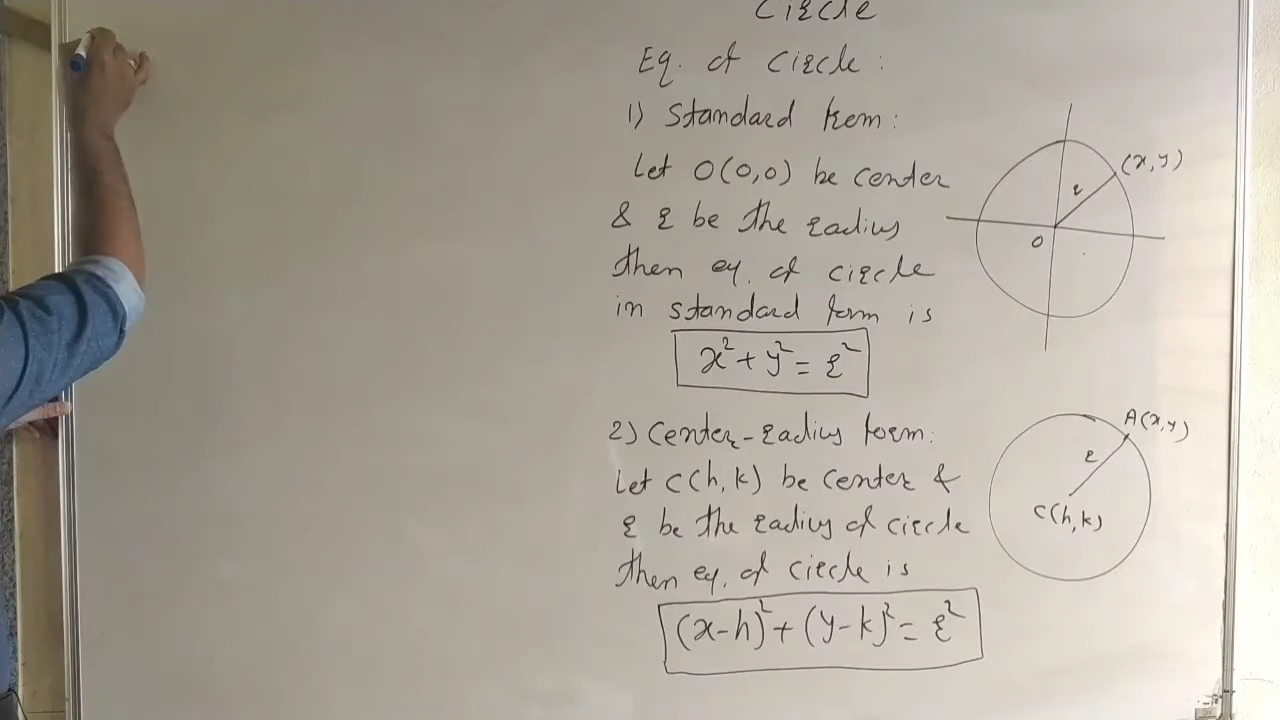 Circle
Eq. of circle :
1) Standard form :
Let O(0,0) be center
& r be the radius
then eq. of circle
in standard form is
x² + y² = r²
(x,y)
r
O
2) Center-radius form:
Let C(h,k) be center &
r be the radius of circle
then eq. of circle is
(x-h)² + (y-k)² = r²
A(x,y)
r
C(h,k)